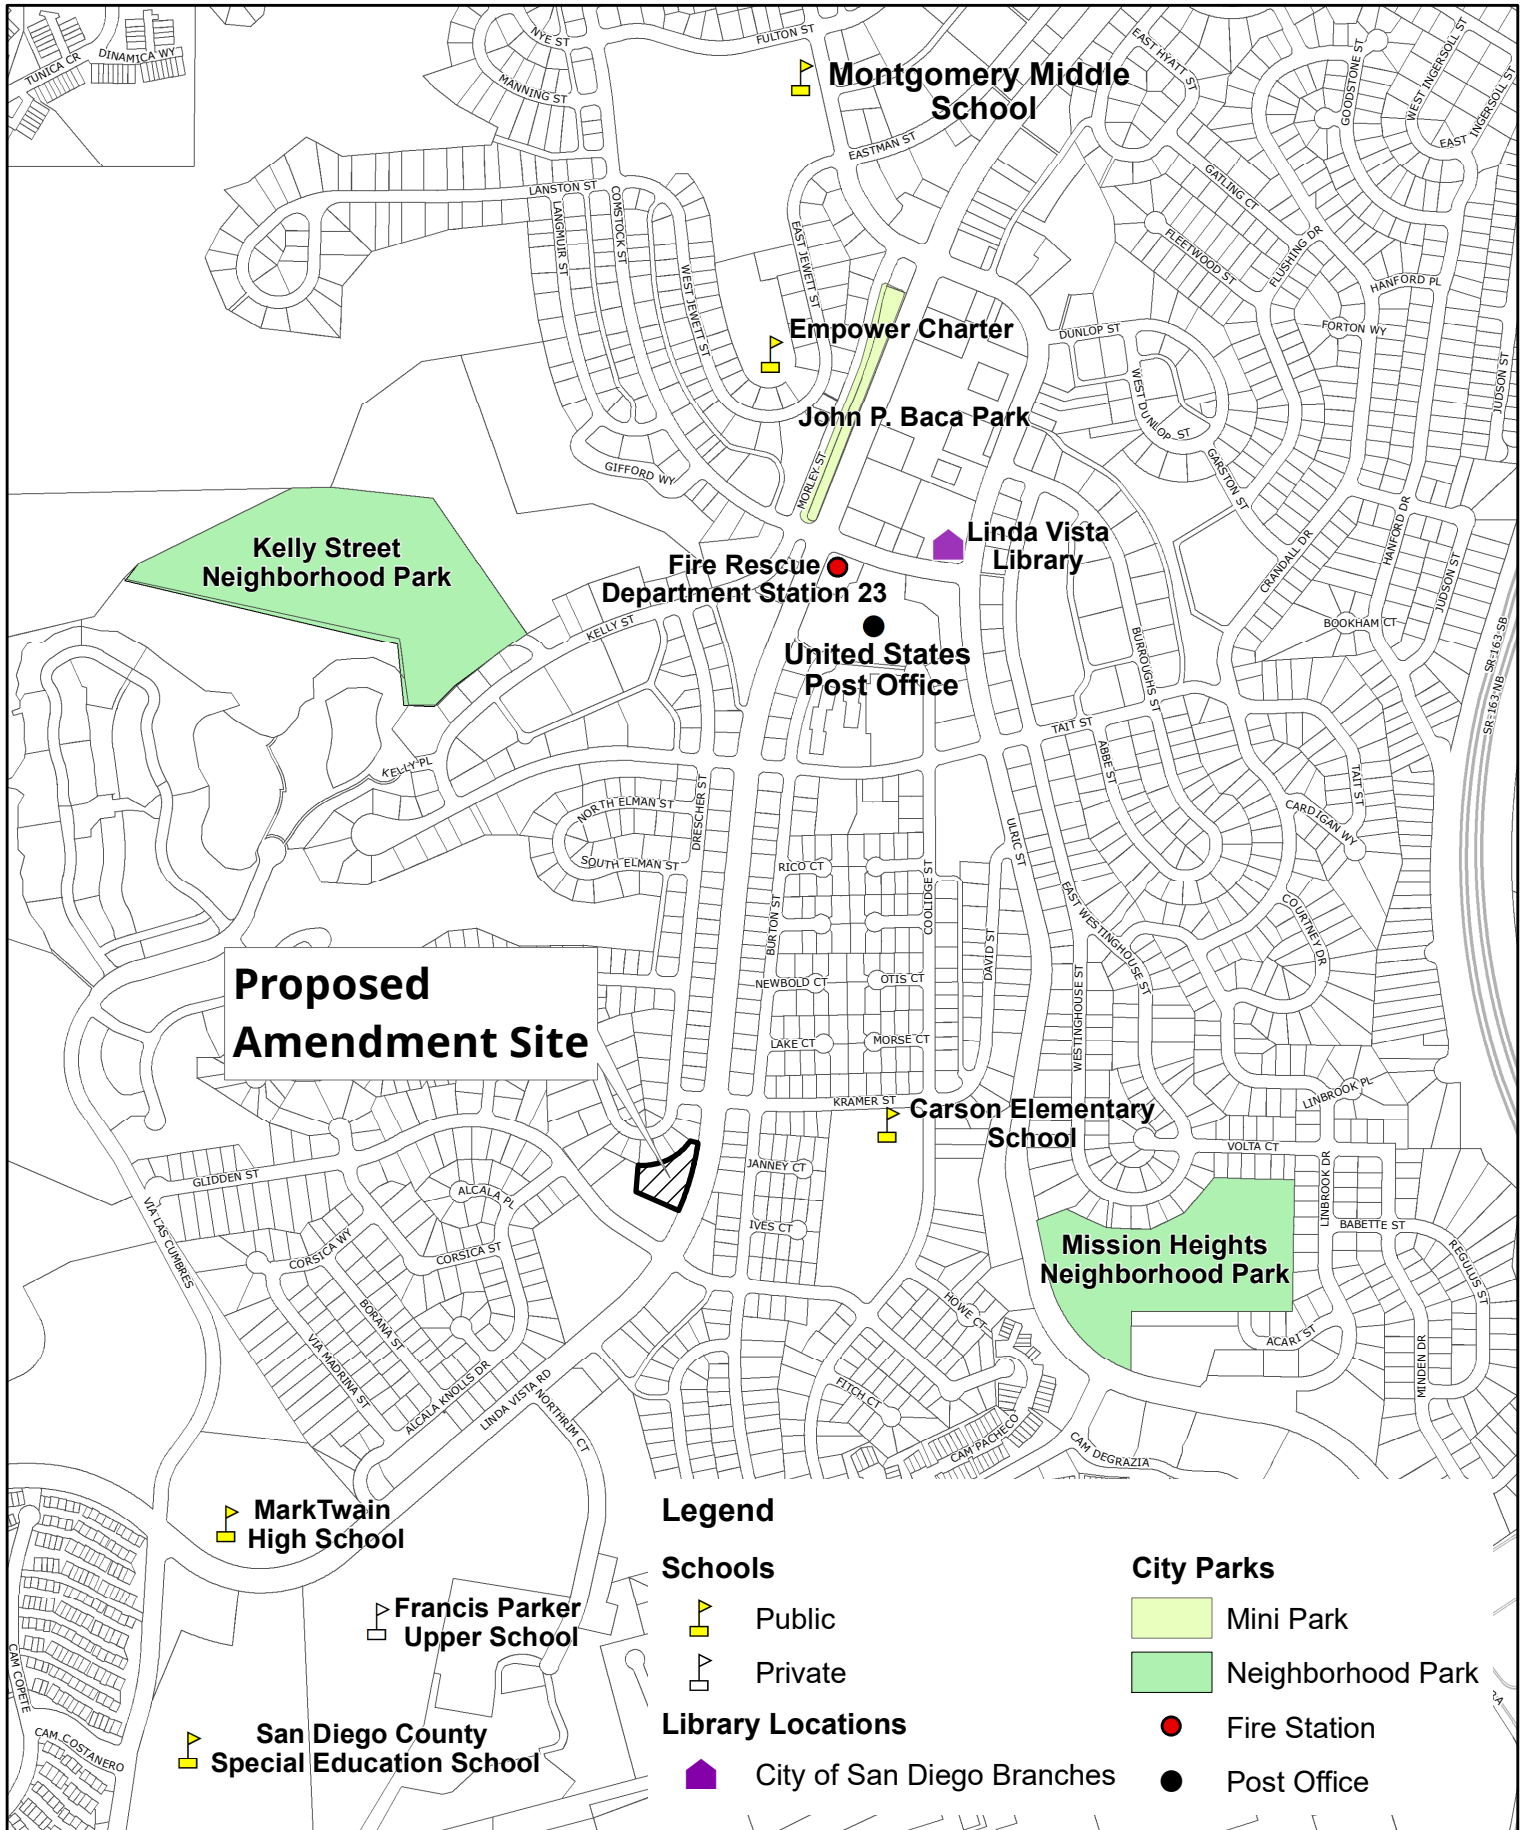 NYE ST
FULTON ST
TUNICA CR
DINAMICA WY
MANNING ST
Montgomery Middle
School
EAST HYATT ST
GOODSTONE ST
WEST INGERSOLL ST
EAST INGERSOLL ST
EASTMAN ST
LANSTON ST
LANGMUIR ST
COMSTOCK ST
WEST JEWETT ST
EAST JEWETT ST
GATLING CT
FLEETWOOD ST
FLUSHING DR
HANFORD PL
FORTON WY
DUNLOP ST
Empower Charter
WEST DUNLOP ST
JUDSON ST
John P. Baca Park
MORLEY ST
GIFFORD WY
GARSTON ST
Kelly Street
Neighborhood Park
Linda Vista
Library
Fire Rescue
Department Station 23
CRANDALL DR
HANFORD DR
JUDSON ST
KELLY ST
BOOKHAM CT
United States
Post Office
BURROUGHS ST
SR-163 SB
SR-163 NB
TAIT ST
ABBE ST
TAIT ST
KELLY PL
NORTH ELMAN ST
SOUTH ELMAN ST
DRESCHER ST
CARDIGAN WY
ULRIC ST
RICO CT
COOLIDGE ST
BURTON ST
EAST WESTINGHOUSE ST
COURTNEY DR
DAVID ST
Proposed
Amendment Site
NEWBOLD CT
OTIS CT
WESTINGHOUSE ST
LAKE CT
MORSE CT
KRAMER ST
LINBROOK PL
Carson Elementary
School
JANNEY CT
VOLTA CT
GLIDDEN ST
ALCALA PL
LINBROOK DR
VIA LAS CUMBRES
IVES CT
BABETTE ST
CORSICA WY
CORSICA ST
Mission Heights
Neighborhood Park
REGULUS ST
HOWE CT
BORANA ST
VIA MADRINA ST
ACARI ST
MINDEN DR
ALCALA KNOLLS DR
LINDA VISTA RD
NORTHRIM CT
FITCH CT
CAM PACHECO
CAM DEGRAZIA
MarkTwain
High School
Francis Parker
Upper School
CAM COPETE
CAM COSTANERO
San Diego County
Special Education School
Legend
Schools
Public
Private
Library Locations
City of San Diego Branches
City Parks
Mini Park
Neighborhood Park
Fire Station
Post Office